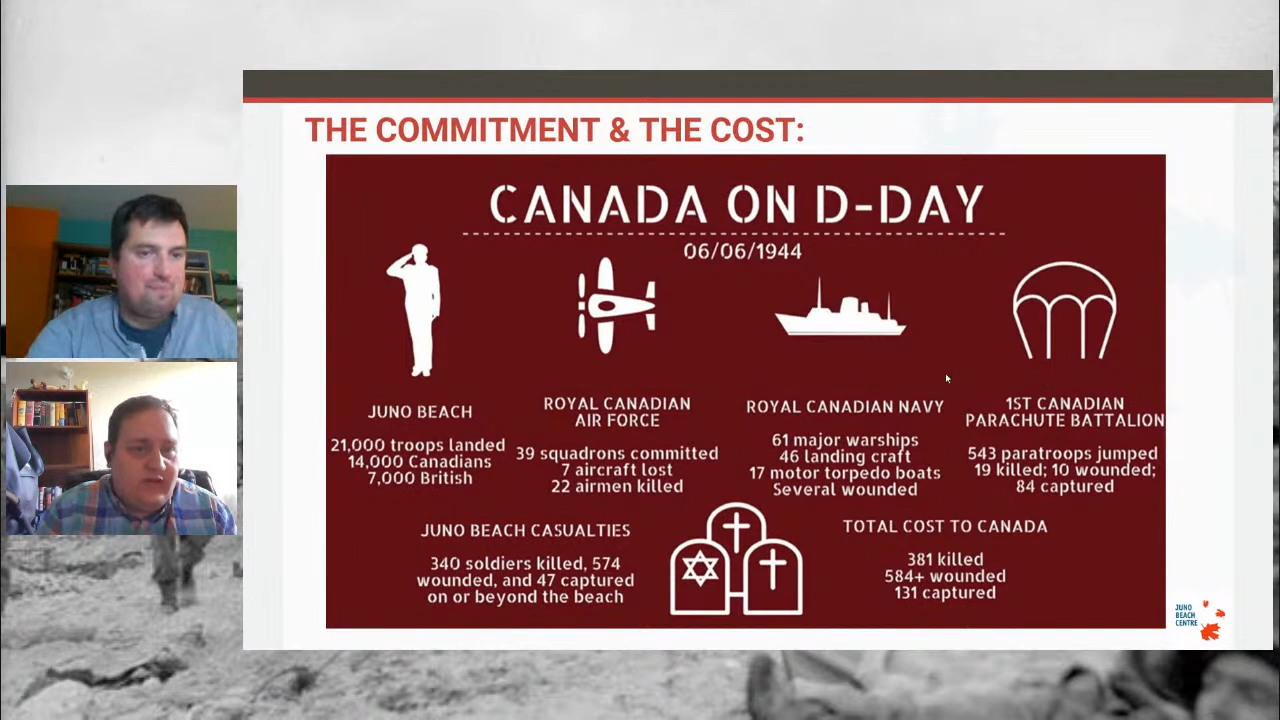 THE COMMITMENT & THE COST:
CANADA ON D-DAY
06/06/1944
JUNO BEACH
21,000 troops landed
14,000 Canadians
7,000 British
ROYAL CANADIAN
AIR FORCE
39 squadrons committed
7 aircraft lost
22 airmen killed
ROYAL CANADIAN NAVY
61 major warships
46 landing craft
17 motor torpedo boats
Several wounded
1ST CANADIAN
PARACHUTE BATTALION
543 paratroops jumped
19 killed; 10 wounded;
84 captured
JUNO BEACH CASUALTIES
340 soldiers killed, 574
wounded, and 47 captured
on or beyond the beach
TOTAL COST TO CANADA
381 killed
584+ wounded
131 captured
JUNO
BEACH
CENTRE